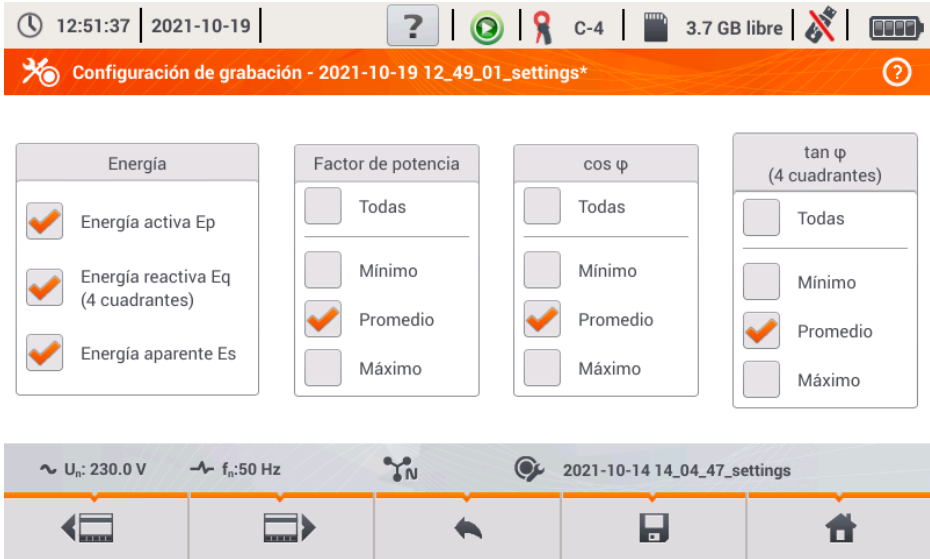 12:51:37 2021-10-19 ? C-4 3.7 GB libre
Configuración de grabación - 2021-10-19 12_49_01_settings* ?
Energía
Energía activa Ep
Energía reactiva Eq
(4 cuadrantes)
Energía aparente Es
Factor de potencia
Todas
Mínimo
Promedio
Máximo
cos φ
Todas
Mínimo
Promedio
Máximo
tan φ
(4 cuadrantes)
Todas
Mínimo
Promedio
Máximo
Un: 230.0 V fn:50 Hz N 2021-10-14 14_04_47_settings